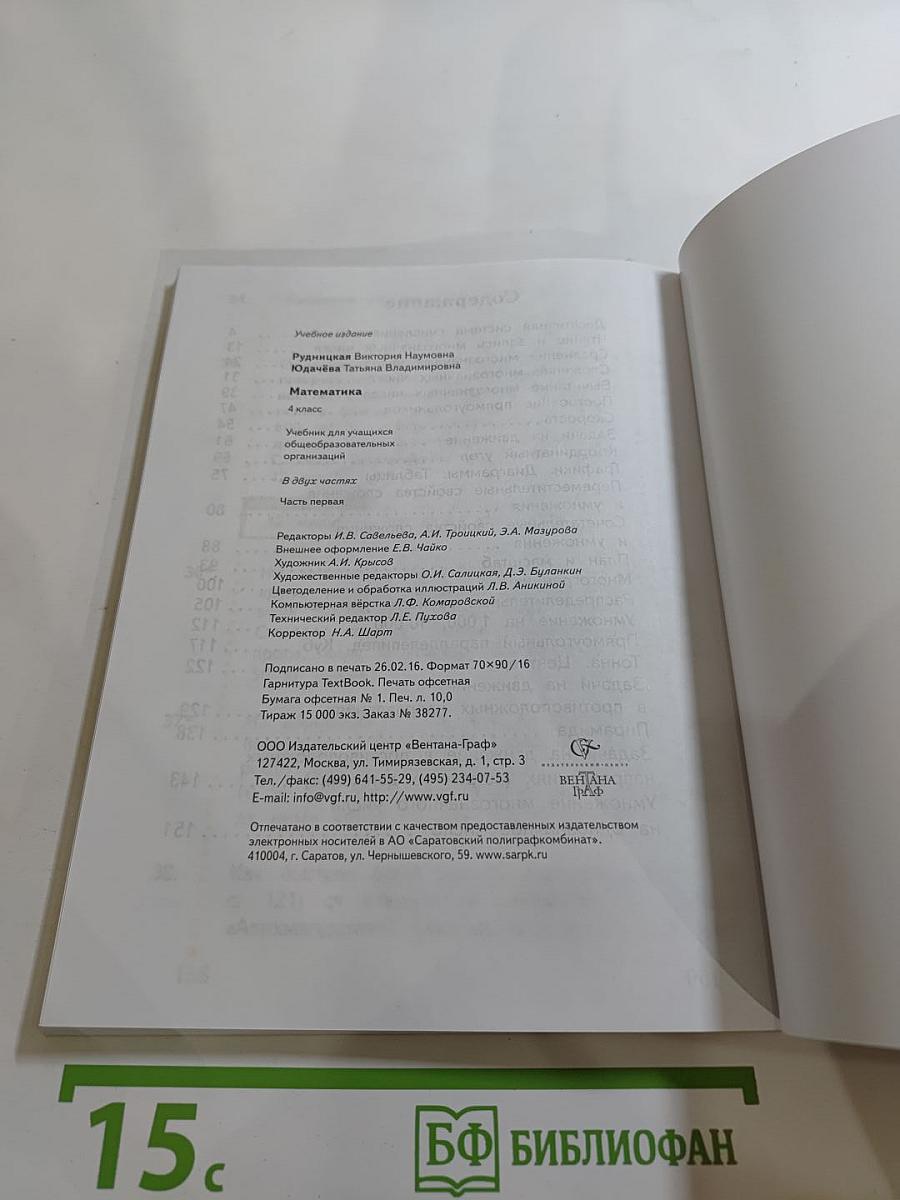 Учебное издание
Рудницкая Виктория Наумовна
Юдачёва Татьяна Владимировна
Математика
4 класс
Учебник для учащихся
общеобразовательных
организаций
В двух частях
Часть первая
Редакторы И.В. Савельева, А.И. Троицкий, Э.А. Мазурова
Внешнее оформление Е.В. Чайко
Художник А.И. Крысов
Художественные редакторы О.И. Салицкая, Д.Э. Буланкин
Цветоделение и обработка иллюстраций Л.В. Аникиной
Компьютерная вёрстка Л.Ф. Комаровской
Технический редактор Л.Е. Пухова
Корректор Н.А. Шарт
Подписано в печать 26.02.16. Формат 70×90/16
Гарнитура TextBook. Печать офсетная
Бумага офсетная № 1. Печ. л. 10,0
Тираж 15 000 экз. Заказ № 38277.
ООО Издательский центр «Вентана-Граф»
127422, Москва, ул. Тимирязевская, д. 1, стр. 3
Тел./факс: (499) 641-55-29, (495) 234-07-53
E-mail: info@vgf.ru, http://www.vgf.ru
ИЗДАТЕЛЬСКИЙ ЦЕНТР
ВЕНТАНА
ГРАФ
Отпечатано в соответствии с качеством предоставленных издательством
электронных носителей в АО «Саратовский полиграфкомбинат».
410004, г. Саратов, ул. Чернышевского, 59. www.sarpk.ru
15 с
БФ БИБЛИОФАН